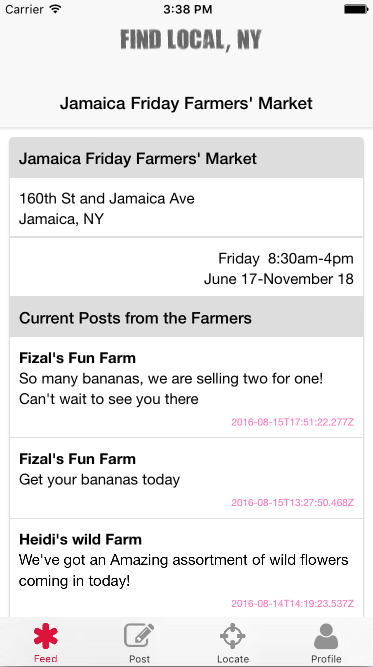 Carrier 3:38 PM
FIND LOCAL, NY
Jamaica Friday Farmers' Market
Jamaica Friday Farmers' Market
160th St and Jamaica Ave
Jamaica, NY
Friday 8:30am-4pm
June 17-November 18
Current Posts from the Farmers
Fizal's Fun Farm
So many bananas, we are selling two for one!
Can't wait to see you there
2016-08-15T17:51:22.277Z
Fizal's Fun Farm
Get your bananas today
2016-08-15T13:27:50.468Z
Heidi's wild Farm
We've got an Amazing assortment of wild flowers
coming in today!
2016-08-14T14:19:23.537Z
Feed Post Locate Profile